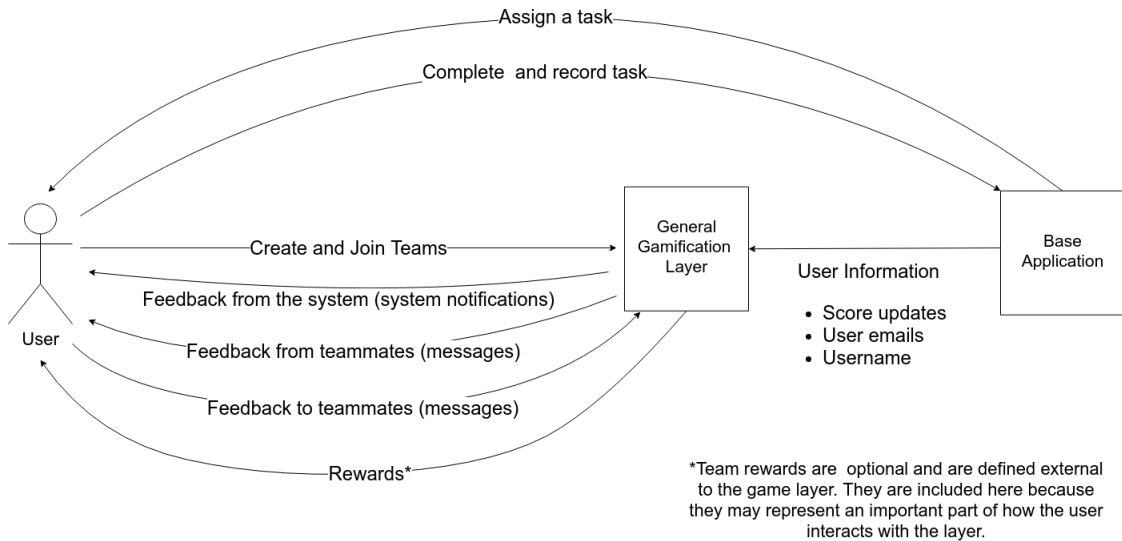 Assign a task
Complete and record task
General
Gamification
Layer
Base
Application
Create and Join Teams
User Information
Feedback from the system (system notifications)
• Score updates
• User emails
• Username
User
Feedback from teammates (messages)
Feedback to teammates (messages)
Rewards*
*Team rewards are optional and are defined external
to the game layer. They are included here because
they may represent an important part of how the user
interacts with the layer.